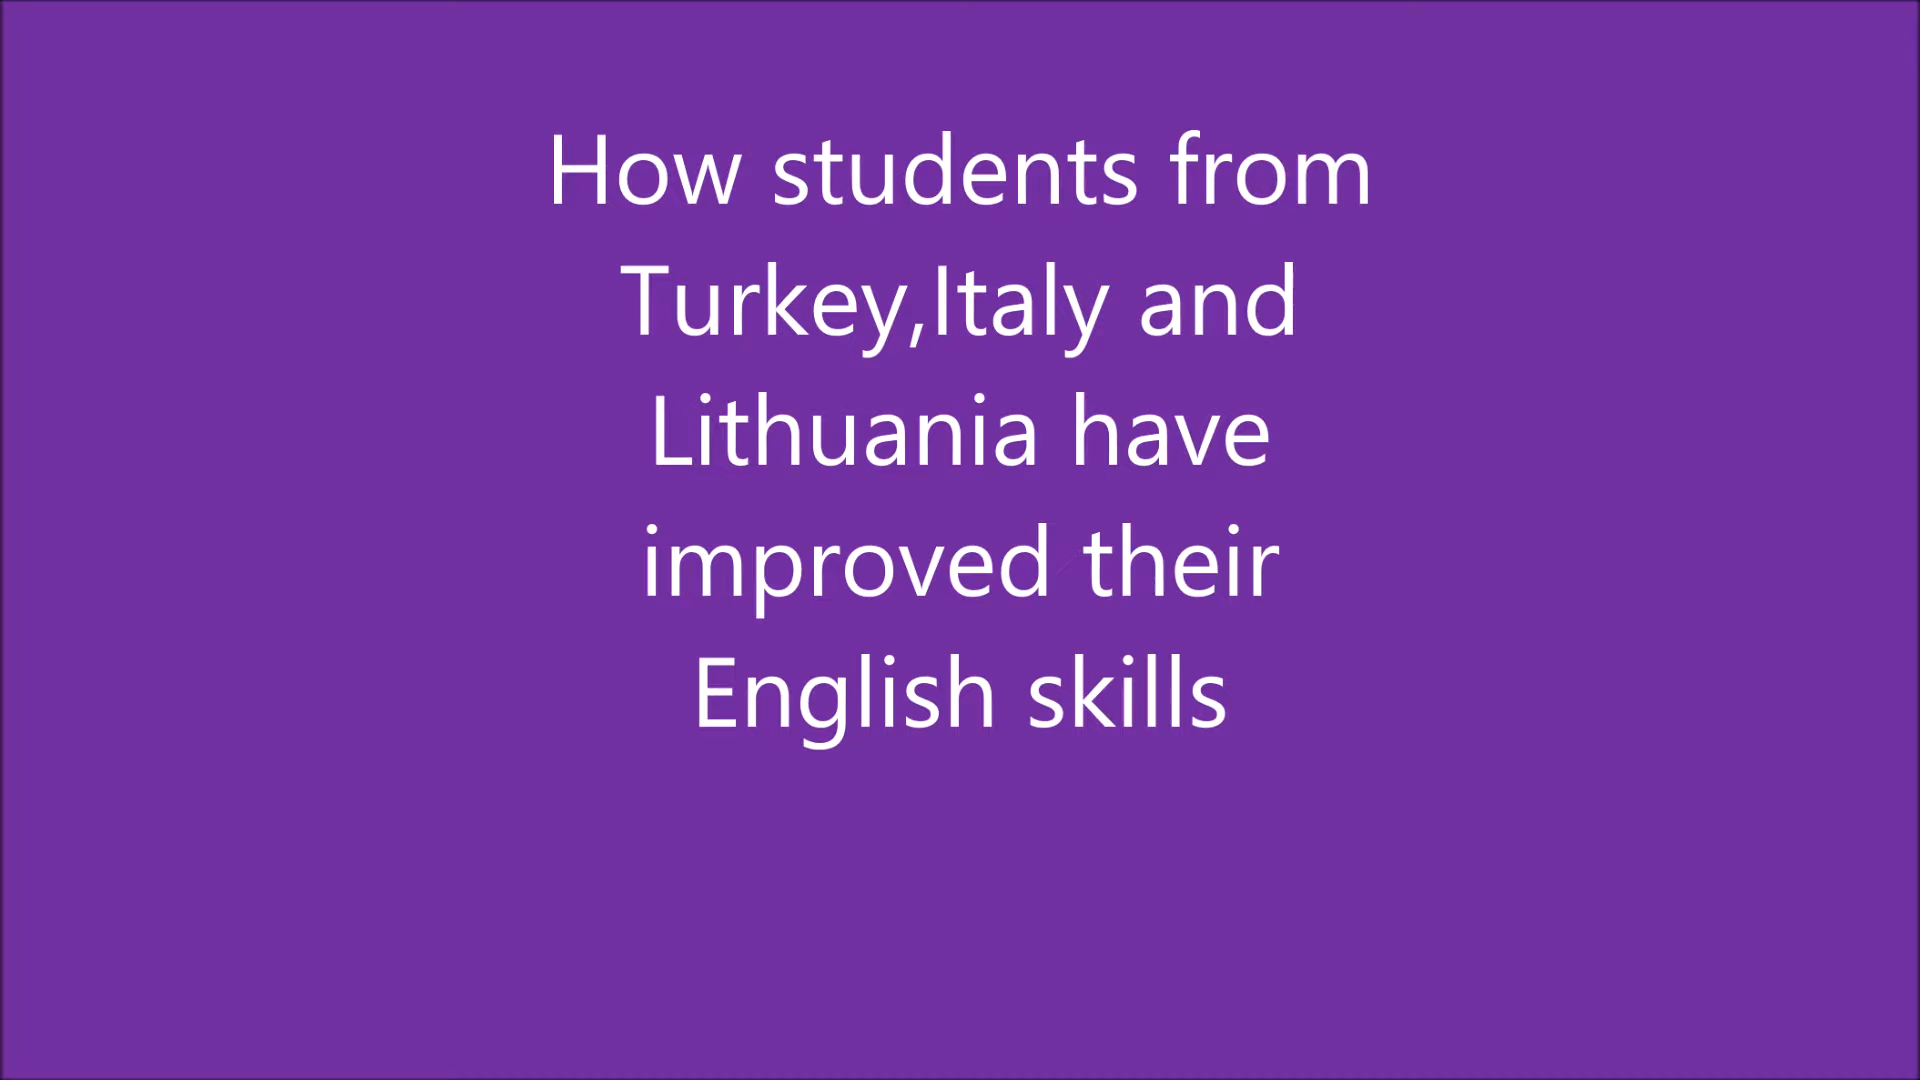 How students from
Turkey,Italy and
Lithuania have
improved their
English skills